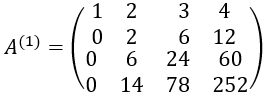 A⁽¹⁾ = ( 1 2 3 4
0 2 6 12
0 6 24 60
0 14 78 252 )